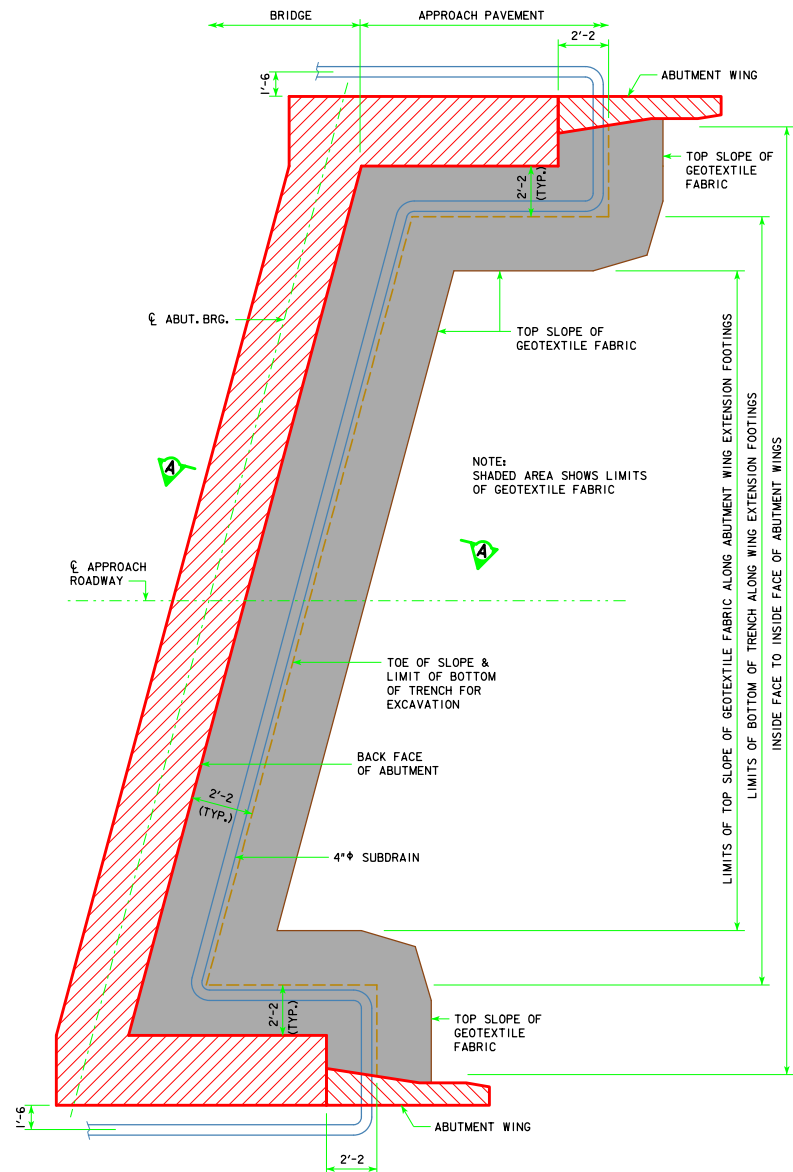 BRIDGE
APPROACH PAVEMENT
2'-2
1'-6
ABUTMENT WING
TOP SLOPE OF
GEOTEXTILE
FABRIC
2'-2
(TYP.)
℄ ABUT. BRG.
TOP SLOPE OF
GEOTEXTILE FABRIC
A
NOTE:
SHADED AREA SHOWS LIMITS
OF GEOTEXTILE FABRIC
A
℄ APPROACH
ROADWAY
LIMITS OF TOP SLOPE OF GEOTEXTILE FABRIC ALONG ABUTMENT WING EXTENSION FOOTINGS
LIMITS OF BOTTOM OF TRENCH ALONG WING EXTENSION FOOTINGS
INSIDE FACE TO INSIDE FACE OF ABUTMENT WINGS
TOE OF SLOPE &
LIMIT OF BOTTOM
OF TRENCH FOR
EXCAVATION
BACK FACE
OF ABUTMENT
2'-2
(TYP.)
4"φ SUBDRAIN
2'-2
(TYP.)
TOP SLOPE OF
GEOTEXTILE
FABRIC
1'-6
ABUTMENT WING
2'-2